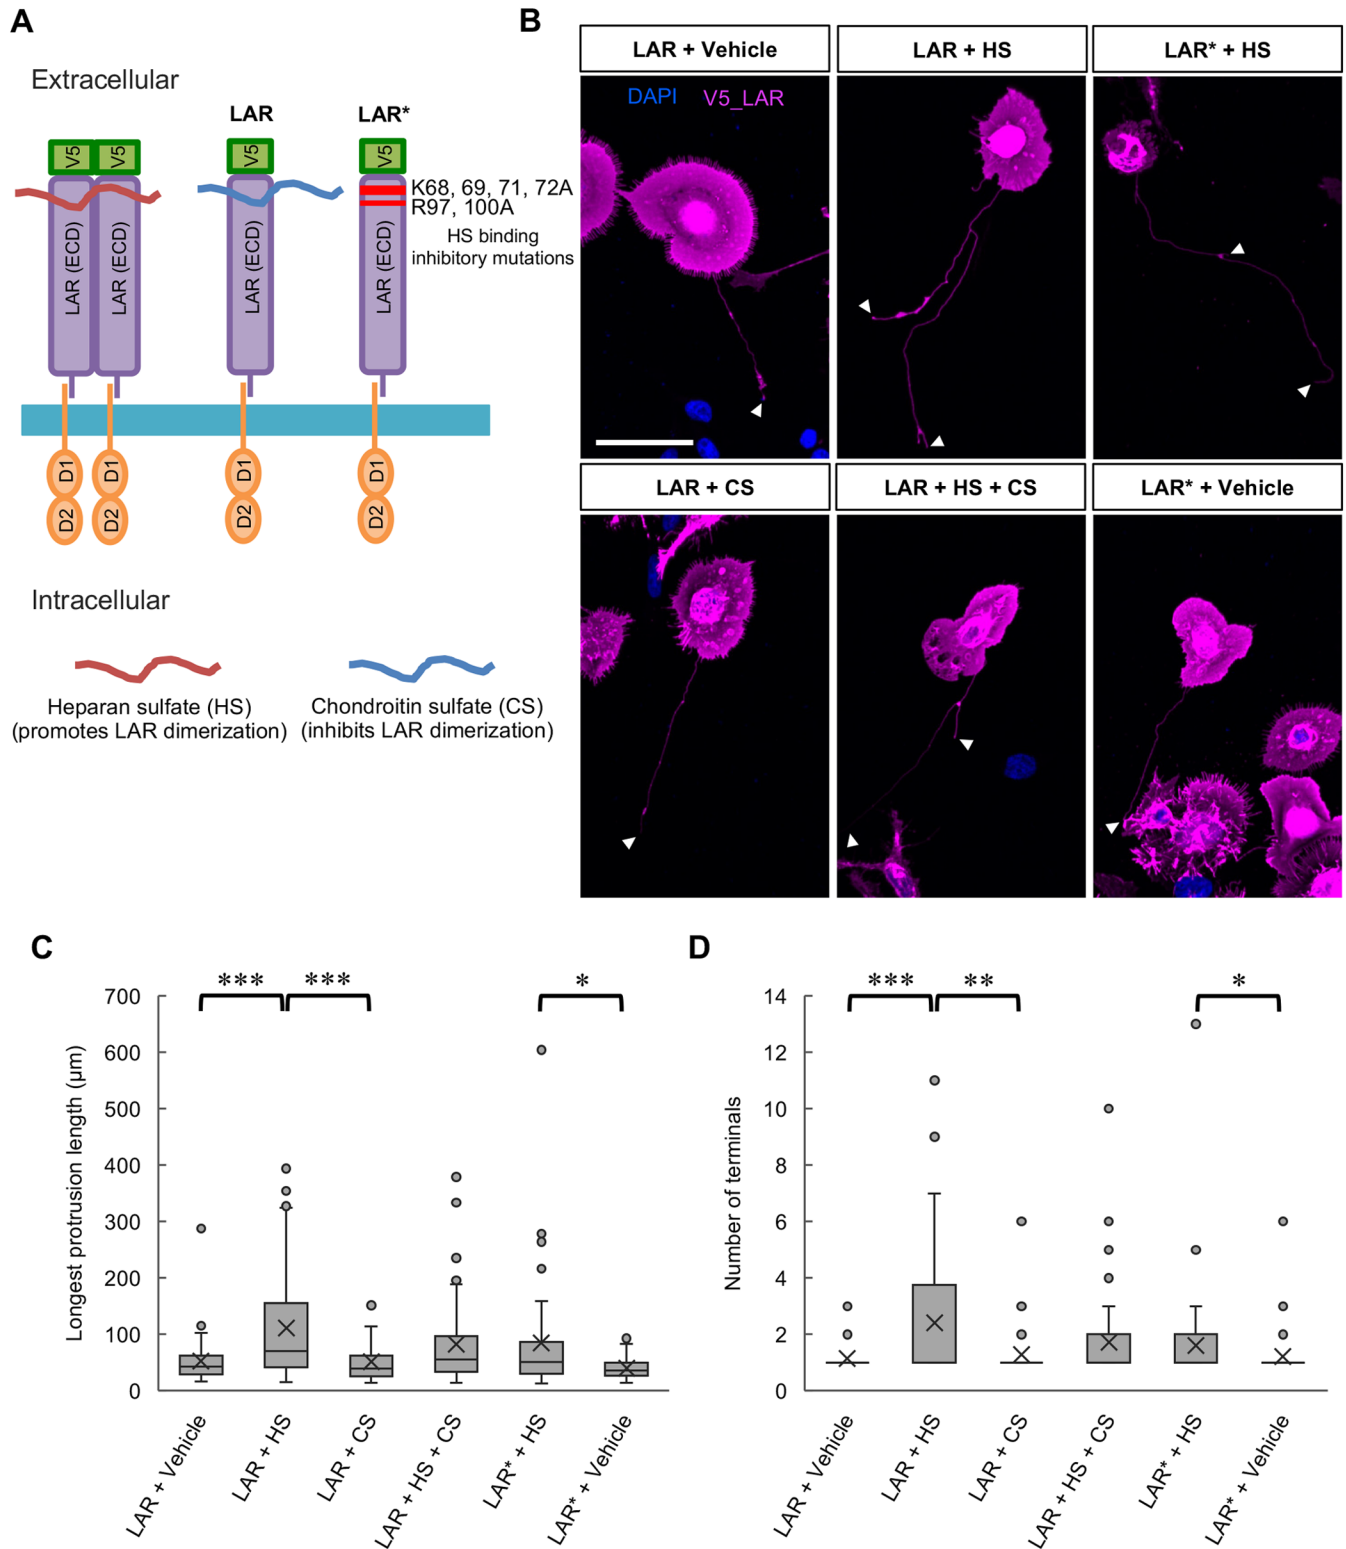 A
Extracellular
LAR
LAR*
V5
V5
V5
V5
K68, 69, 71, 72A
R97, 100A
HS binding
inhibitory mutations
LAR (ECD)
LAR (ECD)
LAR (ECD)
LAR (ECD)
D1
D1
D1
D1
D2
D2
D2
D2
Intracellular
Heparan sulfate (HS)
(promotes LAR dimerization)
Chondroitin sulfate (CS)
(inhibits LAR dimerization)
B
LAR + Vehicle
LAR + HS
LAR* + HS
DAPI V5_LAR
LAR + CS
LAR + HS + CS
LAR* + Vehicle
C
*** ***
*
700
600
500
400
300
200
100
0
Longest protrusion length (µm)
LAR + Vehicle
LAR + HS
LAR + CS
LAR + HS + CS
LAR* + HS
LAR* + Vehicle
D
*** **
*
14
12
10
8
6
4
2
0
Number of terminals
LAR + Vehicle
LAR + HS
LAR + CS
LAR + HS + CS
LAR* + HS
LAR* + Vehicle